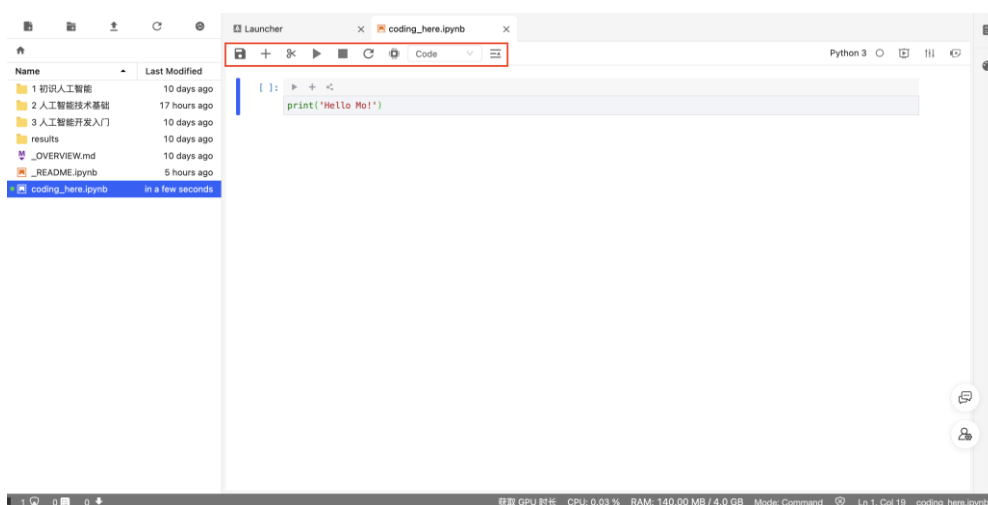 Launcher
coding_here.ipynb
Code
Python 3
Name
Last Modified
1 初识人工智能 10 days ago
2 人工智能技术基础 17 hours ago
3 人工智能开发入门 10 days ago
results 10 days ago
_OVERVIEW.md 10 days ago
_README.ipynb 5 hours ago
coding_here.ipynb in a few seconds
[ ]:
print('Hello Mo!')
1 0 0 获取 GPU 时长 CPU: 0.03 % RAM: 140.00 MB / 4.0 GB Mode: Command Ln 1, Col 19 coding_here.ipynb